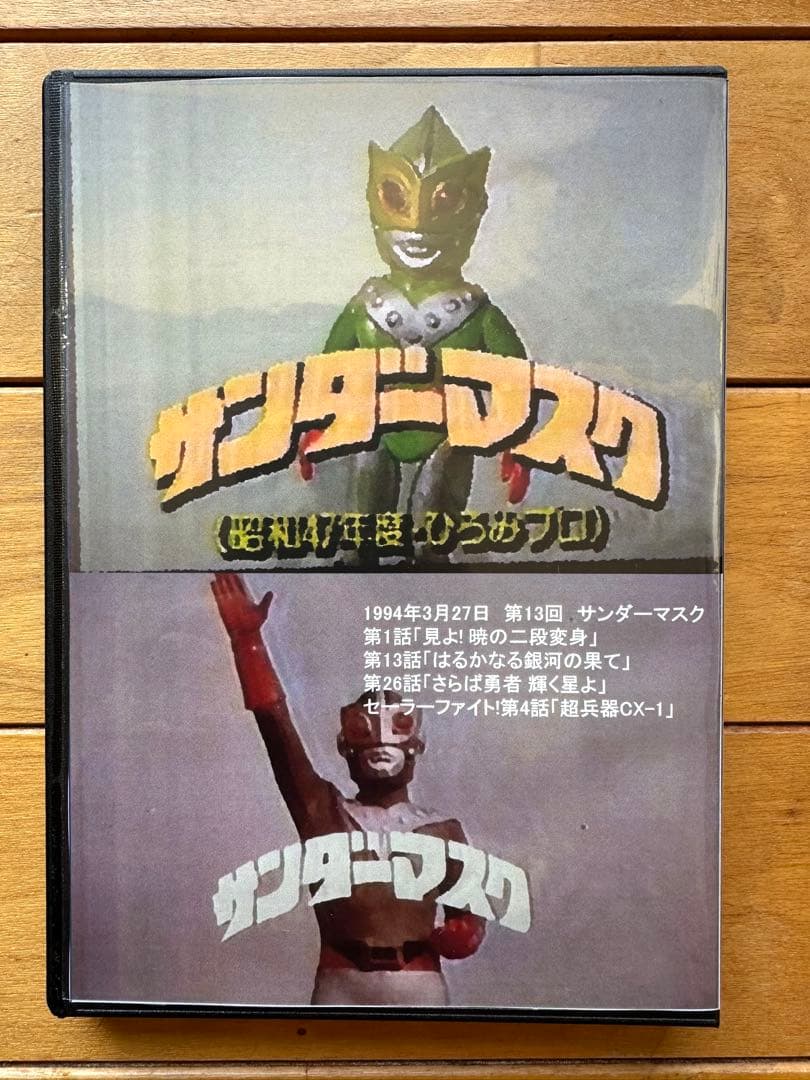 サンダーマスク
(昭和47年度・ひろみプロ)
1994年3月27日 第13回 サンダーマスク
第1話「見よ! 暁の二段変身」
第13話「はるかなる銀河の果て」
第26話「さらば勇者 輝く星よ」
セーラーファイト!第4話「超兵器CX-1」
サンダーマスク